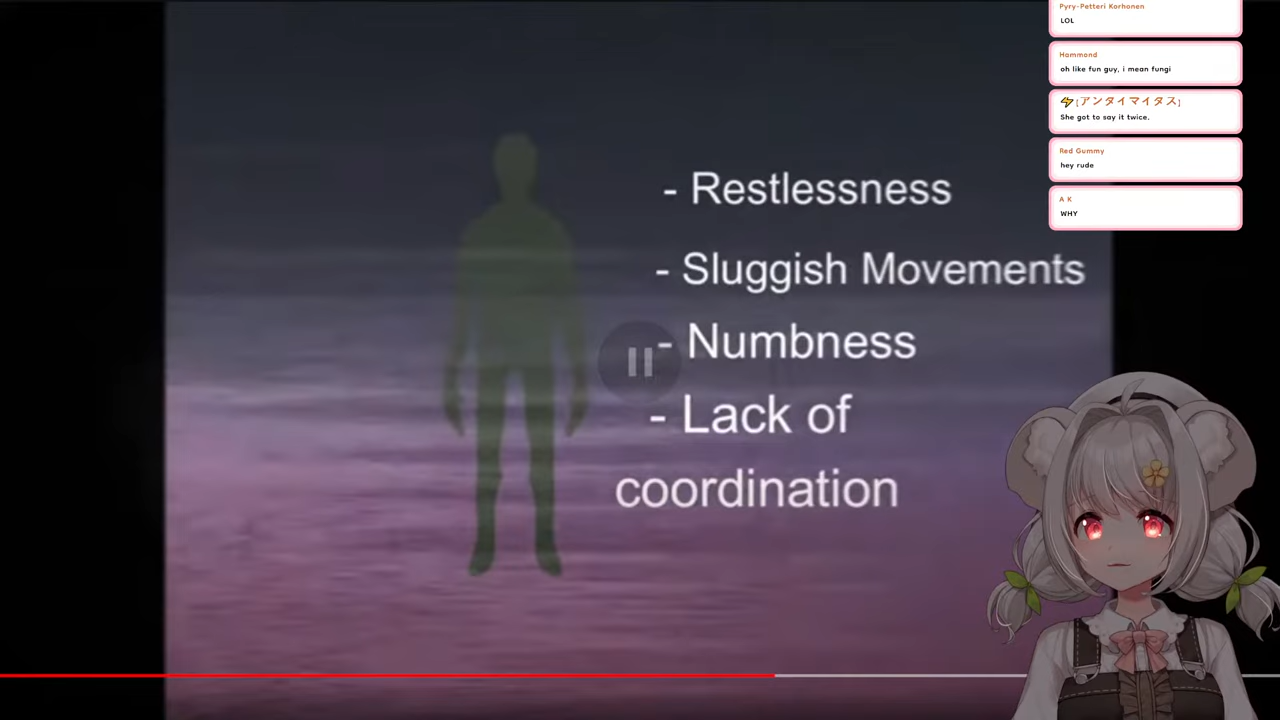 Pyry-Petteri Korhonen
LOL
Hammond
oh like fun guy, i mean fungi
⚡[アンタイマイタス]
She got to say it twice.
Red Gummy
hey rude
A K
WHY
- Restlessness
- Sluggish Movements
- Numbness
- Lack of
coordination